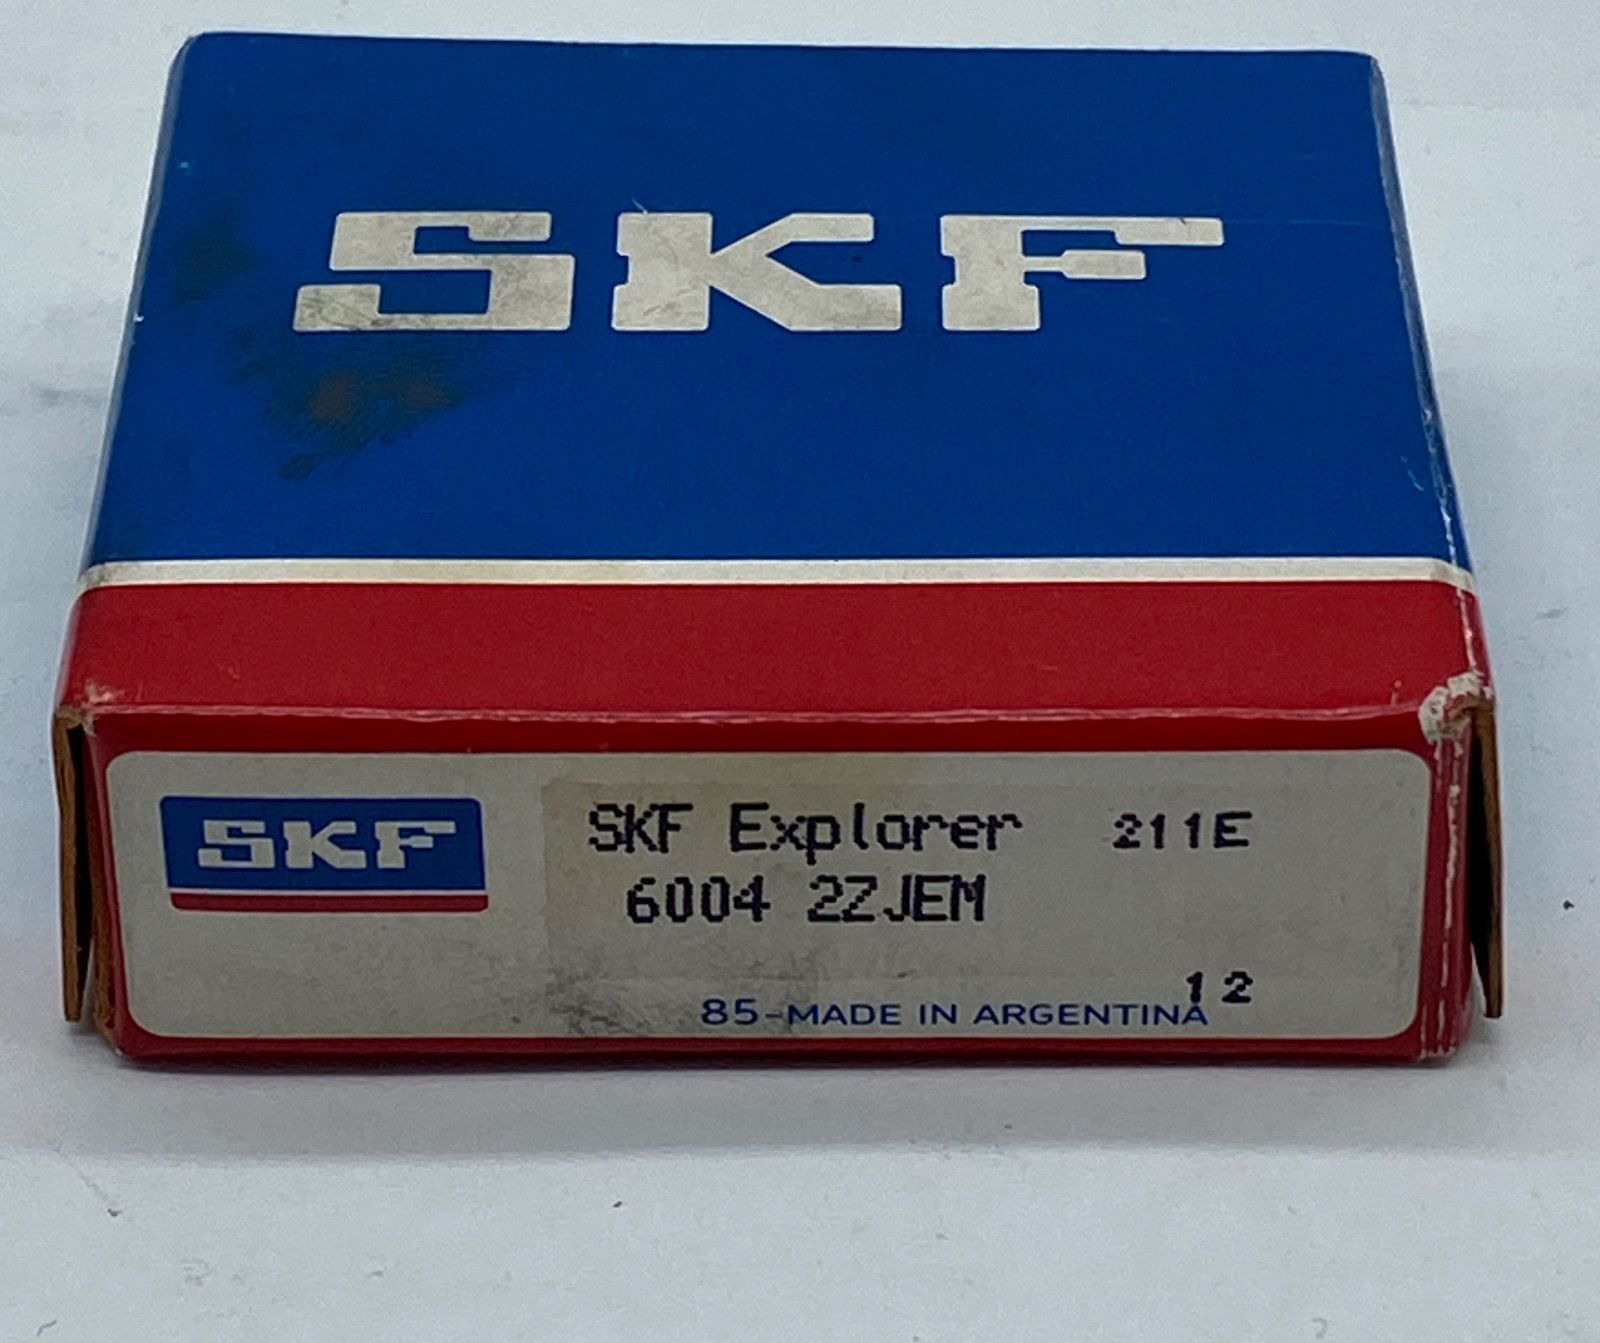 SKF
SKF
SKF Explorer 211E
6004 2ZJEM
12
85-MADE IN ARGENTINA